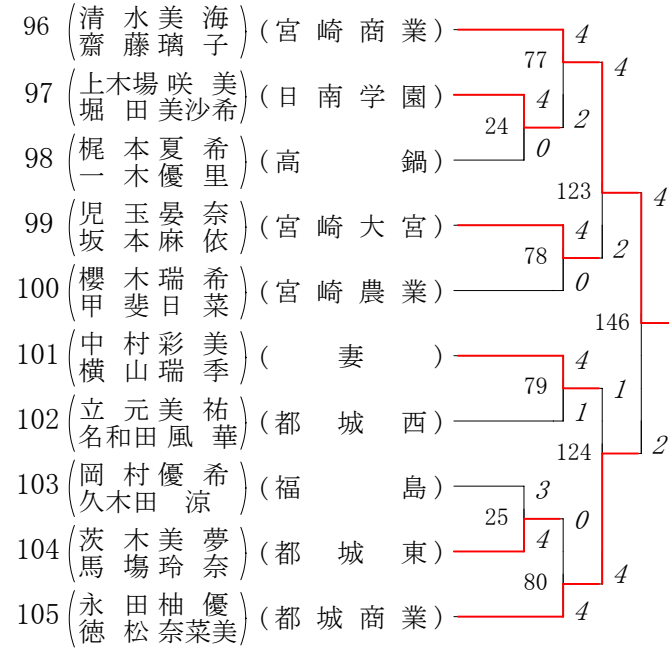 96 (清水美海 齋藤璃子) (宮崎商業)
97 (上木場咲美 堀田美沙希) (日南学園)
98 (梶本夏希 一木優里) (高鍋)
99 (児玉晏奈 坂本麻依) (宮崎大宮)
100 (櫻木瑞希 甲斐日菜) (宮崎農業)
101 (中村彩美 横山瑞季) (妻)
102 (立元美祐 名和田風華) (都城西)
103 (岡村優希 久木田涼) (福島)
104 (茨木美夢 馬場玲奈) (都城東)
105 (永田柚優 徳松奈菜美) (都城商業)
77 4 2
24 4 0
123 4 2
78 4 0
146 4 2
79 4 1
124 1 4
25 3 4
80 0 4